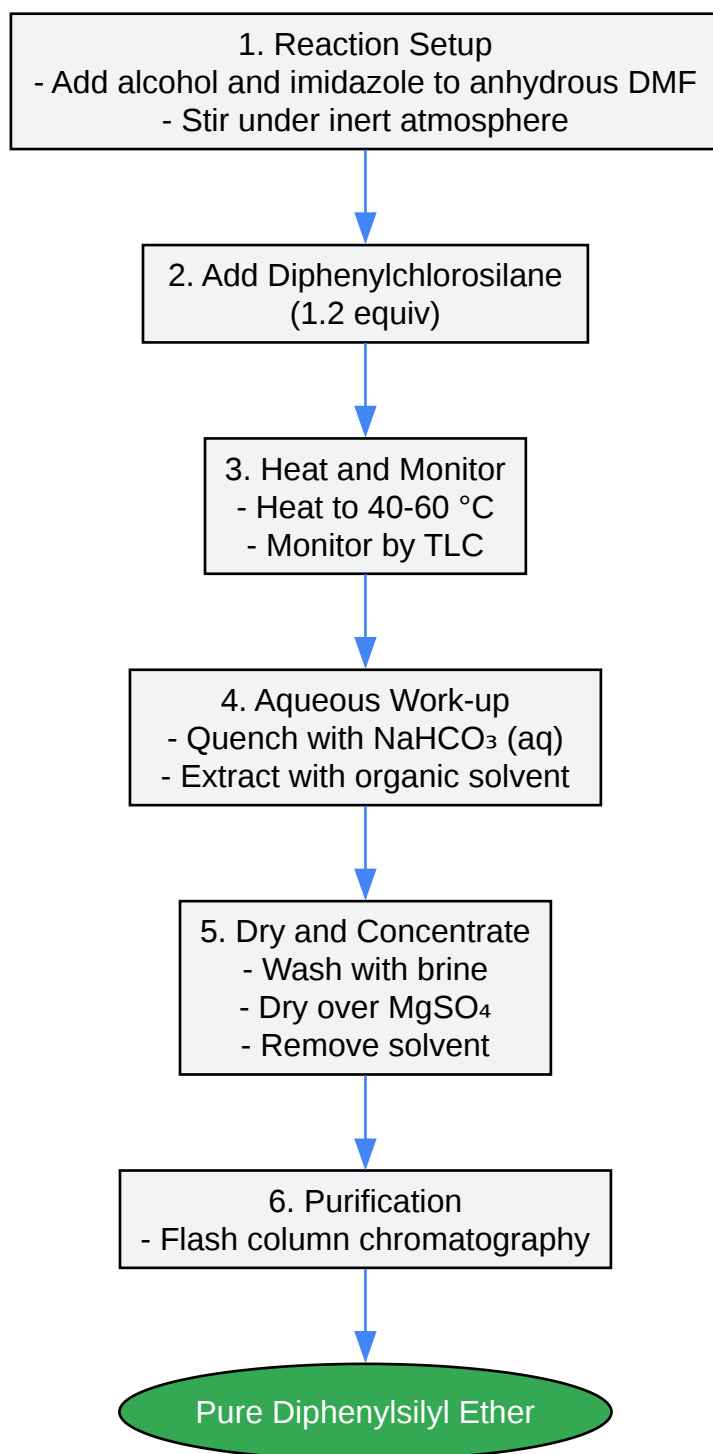 1. Reaction Setup
- Add alcohol and imidazole to anhydrous DMF
- Stir under inert atmosphere
2. Add Diphenylchlorosilane
(1.2 equiv)
3. Heat and Monitor
- Heat to 40-60 °C
- Monitor by TLC
4. Aqueous Work-up
- Quench with NaHCO₃ (aq)
- Extract with organic solvent
5. Dry and Concentrate
- Wash with brine
- Dry over MgSO₄
- Remove solvent
6. Purification
- Flash column chromatography
Pure Diphenylsilyl Ether